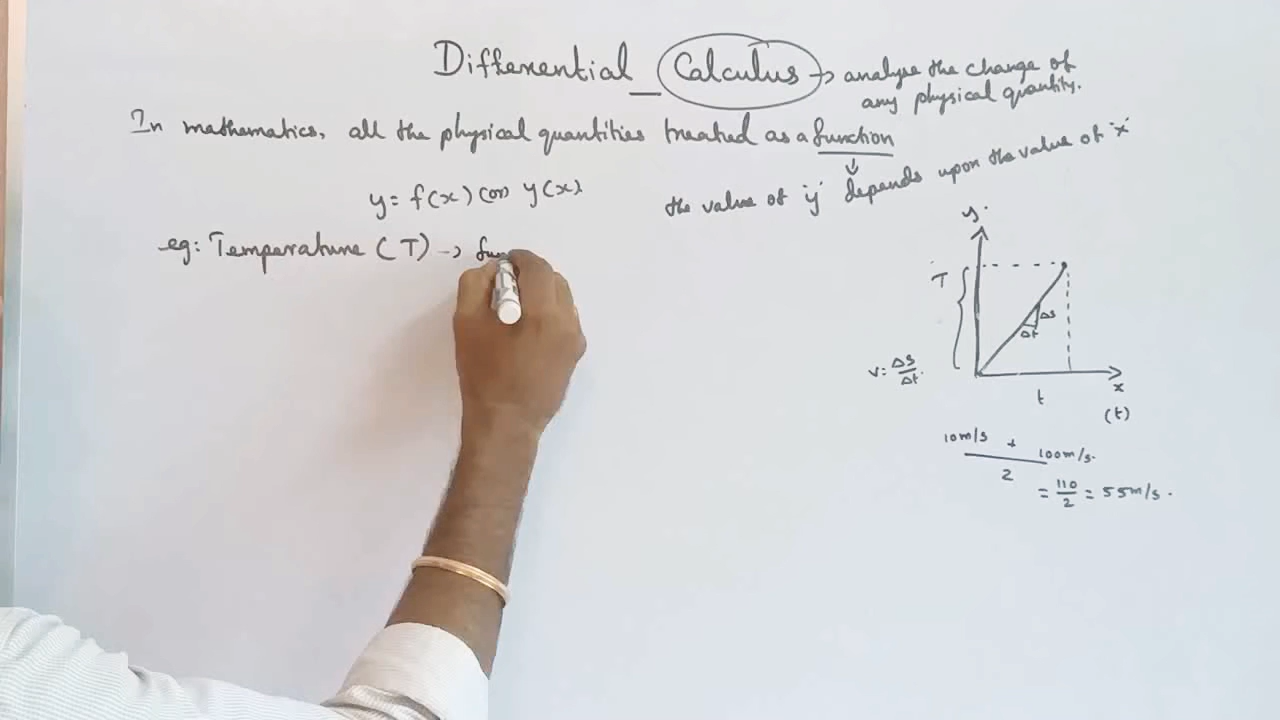 Differential Calculus → analyse the change of
any physical quantity.
In mathematics, all the physical quantities treated as a function
the value of 'y' depends upon the value of 'x'
y = f(x) (or) y(x)
eg: Temperature (T) → fun
y
T
Δs
Δt
v = Δs/Δt
x
t
(t)
10m/s + 100m/s.
2
= 110/2 = 55m/s.